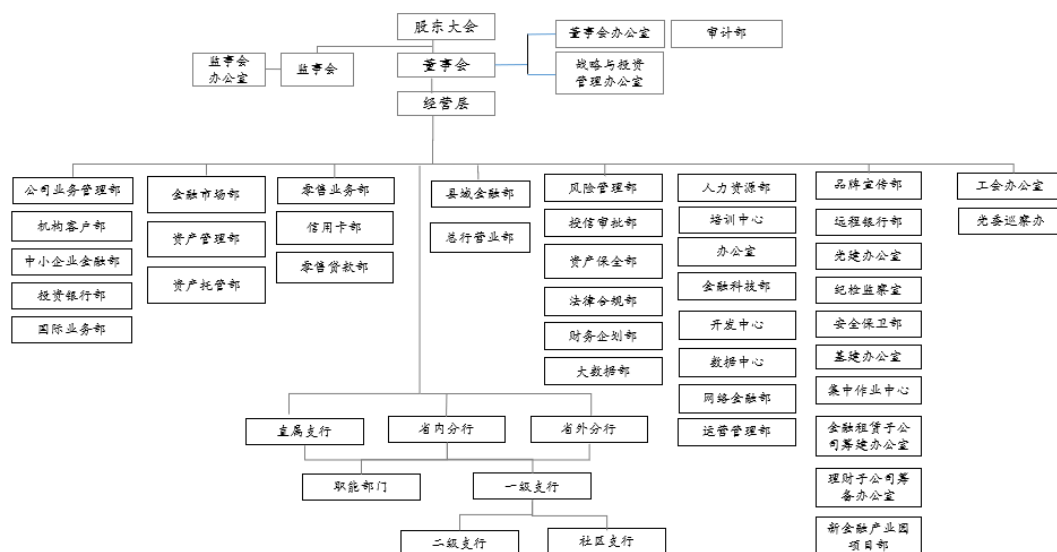 股东大会
董事会办公室
审计部
监事会
办公室
监事会
董事会
战略与投资
管理办公室
经营层
公司业务管理部
机构客户部
中小企业金融部
投资银行部
国际业务部
金融市场部
资产管理部
资产托管部
零售业务部
信用卡部
零售贷款部
县域金融部
总行营业部
风险管理部
授信审批部
资产保全部
法律合规部
财务企划部
大数据部
人力资源部
培训中心
办公室
金融科技部
开发中心
数据中心
网络金融部
运营管理部
品牌宣传部
远程银行部
党建办公室
纪检监察室
安全保卫部
基建办公室
集中作业中心
金融租赁子公
司筹建办公室
理财子公司筹
备办公室
新金融产业园
项目部
工会办公室
党委巡察办
直属支行
省内分行
省外分行
职能部门
一级支行
二级支行
社区支行